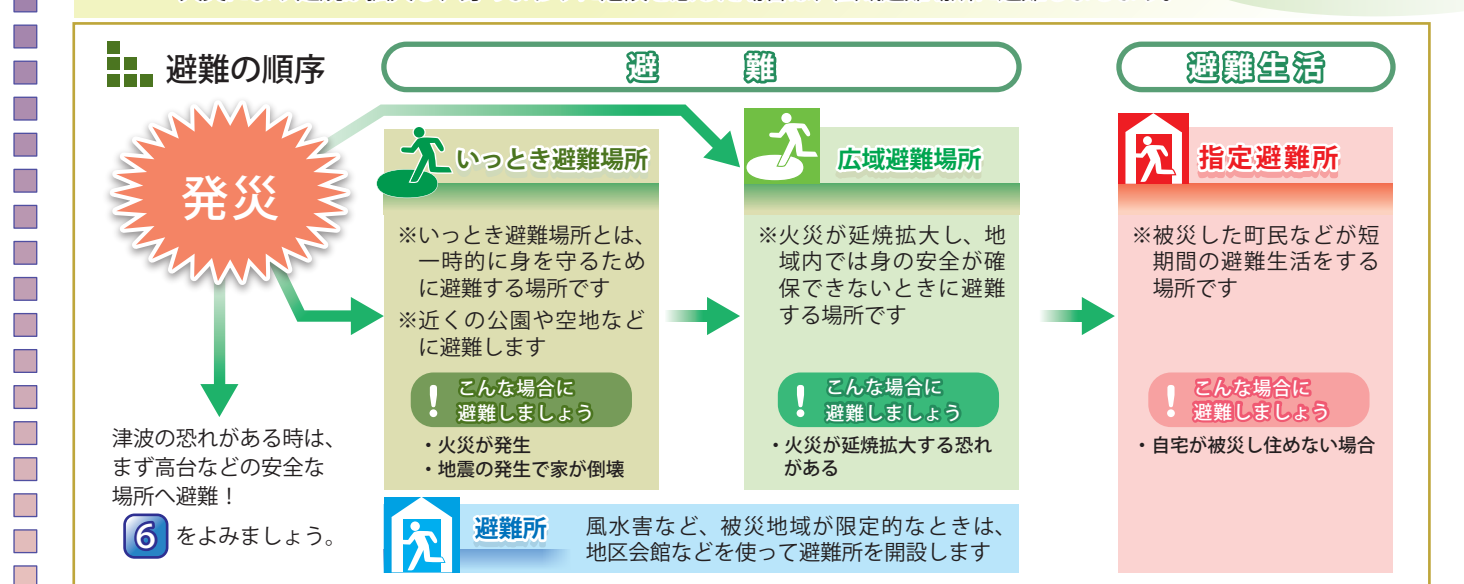 避難の順序
避難
避難生活
発災
いっとき避難場所
※いっとき避難場所とは、
一時的に身を守るため
に避難する場所です
※近くの公園や空地など
に避難します
! こんな場合に
避難しましょう
・火災が発生
・地震の発生で家が倒壊
広域避難場所
※火災が延焼拡大し、地
域内では身の安全が確
保できないときに避難
する場所です
! こんな場合に
避難しましょう
・火災が延焼拡大する恐れ
がある
指定避難所
※被災した町民などが短
期間の避難生活をする
場所です
! こんな場合に
避難しましょう
・自宅が被災し住めない場合
津波の恐れがある時は、
まず高台などの安全な
場所へ避難!
6 をよみましょう。
避難所
風水害など、被災地域が限定的なときは、
地区会館などを使って避難所を開設します